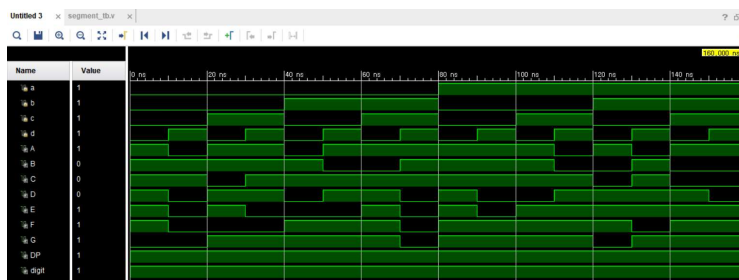 Untitled 3 × segment_tb.v ×
160.000 ns
Name Value
0 ns 20 ns 40 ns 60 ns 80 ns 100 ns 120 ns 140 ns
a 1
b 1
c 1
d 1
A 1
B 0
C 0
D 0
E 1
F 1
G 1
DP 1
digit 1